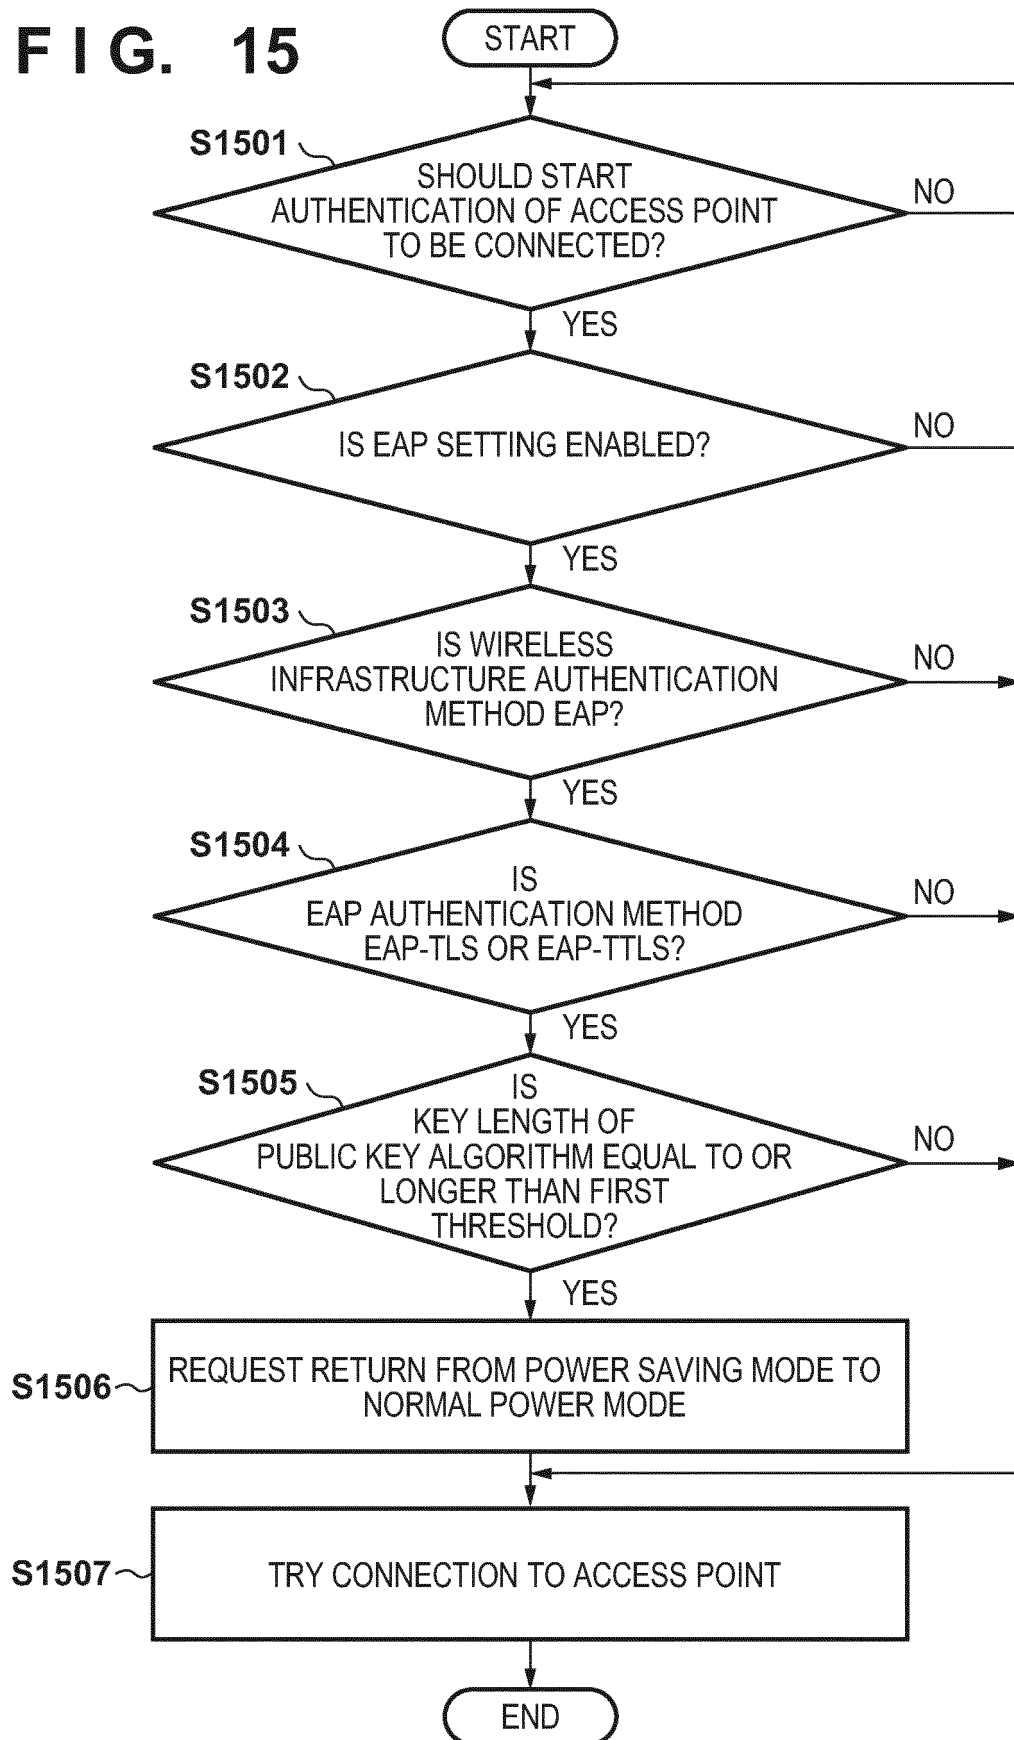 FIG. 15
START
S1501
SHOULD START
AUTHENTICATION OF ACCESS POINT
TO BE CONNECTED?
NO
YES
S1502
IS EAP SETTING ENABLED?
NO
YES
S1503
IS WIRELESS
INFRASTRUCTURE AUTHENTICATION
METHOD EAP?
NO
YES
S1504
IS
EAP AUTHENTICATION METHOD
EAP-TLS OR EAP-TTLS?
NO
YES
S1505
IS
KEY LENGTH OF
PUBLIC KEY ALGORITHM EQUAL TO OR
LONGER THAN FIRST
THRESHOLD?
NO
YES
S1506
REQUEST RETURN FROM POWER SAVING MODE TO
NORMAL POWER MODE
S1507
TRY CONNECTION TO ACCESS POINT
END